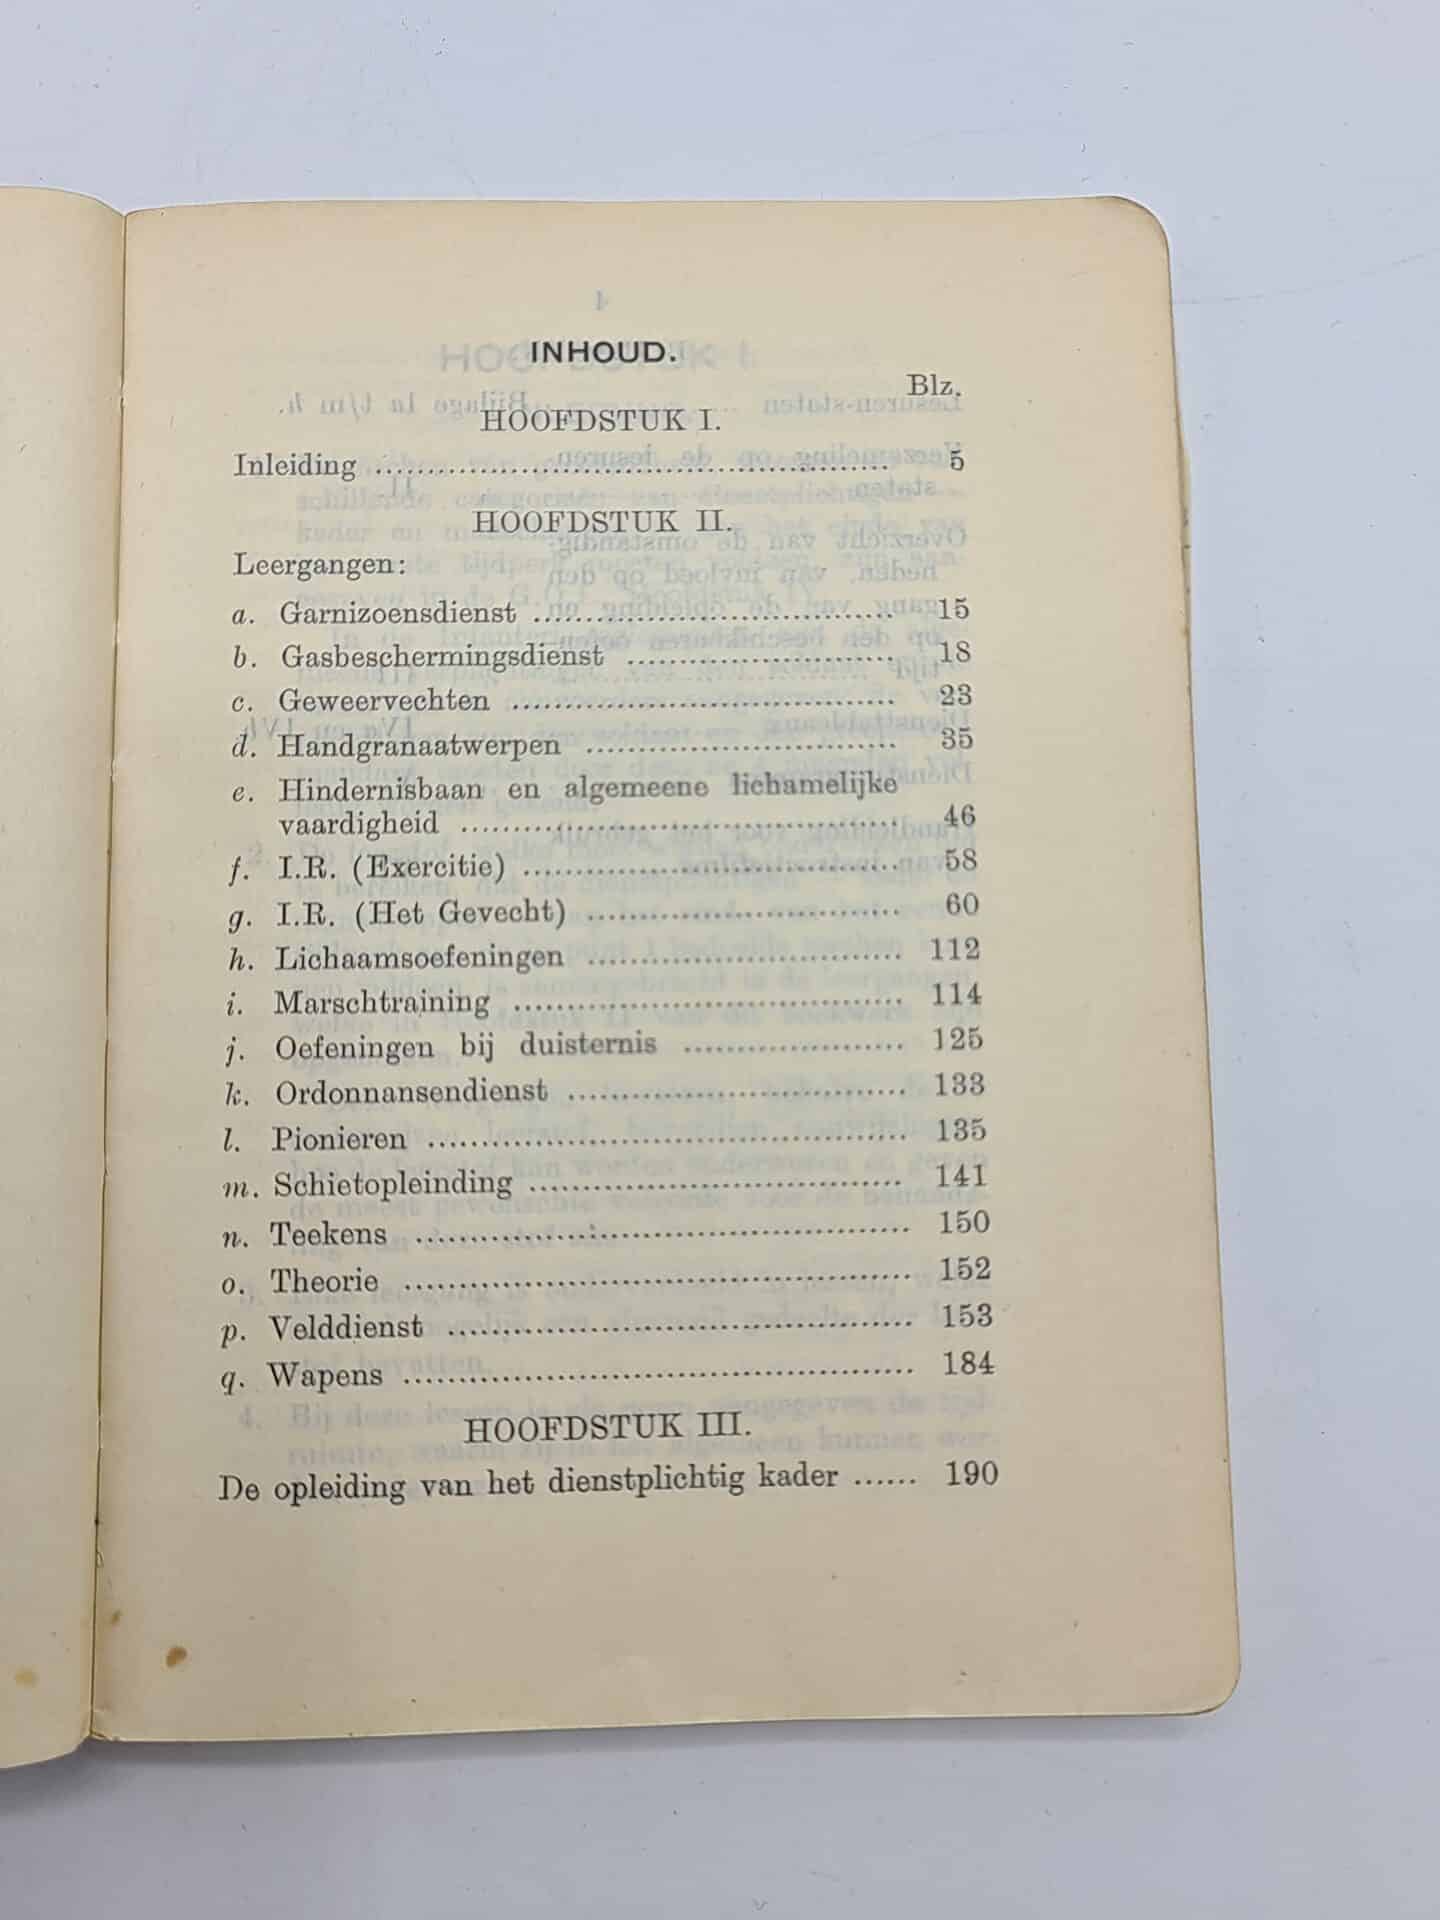 INHOUD.
Blz.
HOOFDSTUK I.
Inleiding ................................................ 5
HOOFDSTUK II.
Leergangen:
a. Garnizoensdienst .................................. 15
b. Gasbeschermingsdienst ......................... 18
c. Geweervechten .................................... 23
d. Handgranaatwerpen ............................. 35
e. Hindernisbaan en algemeene lichamelijke
vaardigheid ......................................... 46
f. I.R. (Exercitie) ................................... 58
g. I.R. (Het Gevecht) ............................. 60
h. Lichaamsoefeningen ............................. 112
i. Marschtraining .................................... 114
j. Oefeningen bij duisternis .................... 125
k. Ordonnansendienst ............................... 133
l. Pionieren ............................................ 135
m. Schietopleinding .................................. 141
n. Teekens .............................................. 150
o. Theorie .............................................. 152
p. Velddienst .......................................... 153
q. Wapens .............................................. 184
HOOFDSTUK III.
De opleiding van het dienstplichtig kader ...... 190